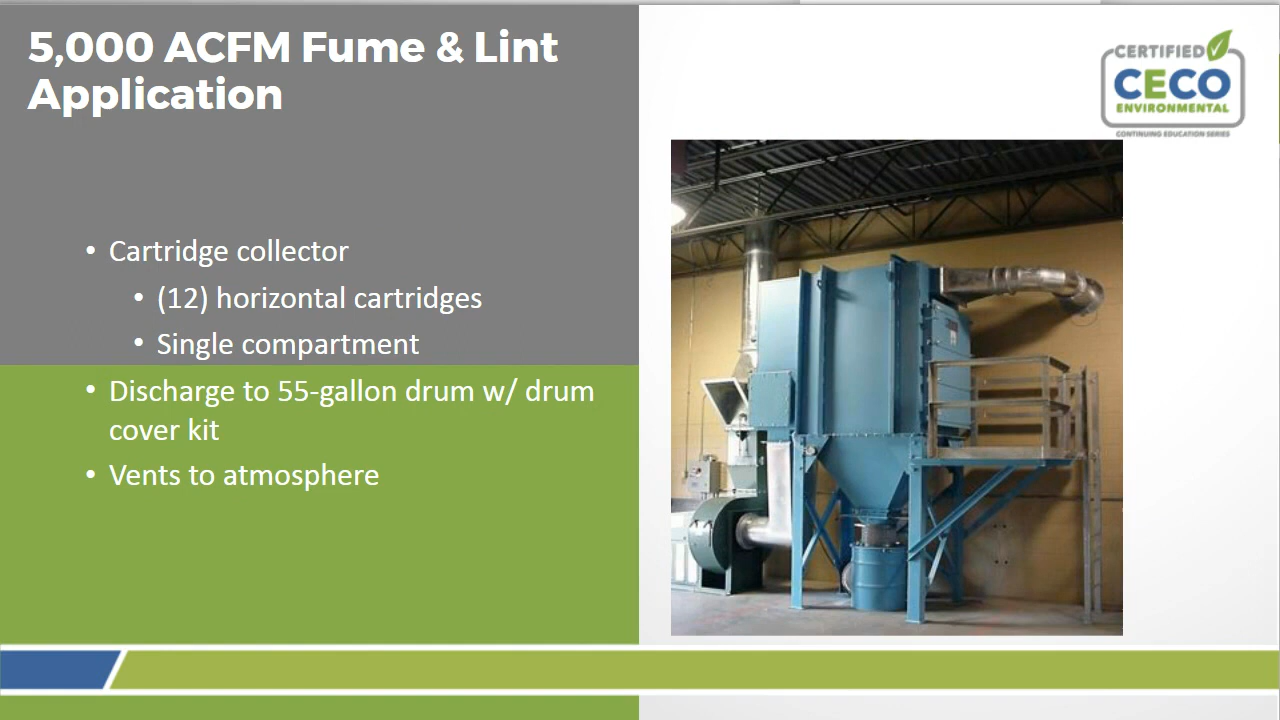 5,000 ACFM Fume & Lint
Application
CERTIFIED
CECO
ENVIRONMENTAL
CONTINUING EDUCATION SERIES
• Cartridge collector
• (12) horizontal cartridges
• Single compartment
• Discharge to 55-gallon drum w/ drum
cover kit
• Vents to atmosphere